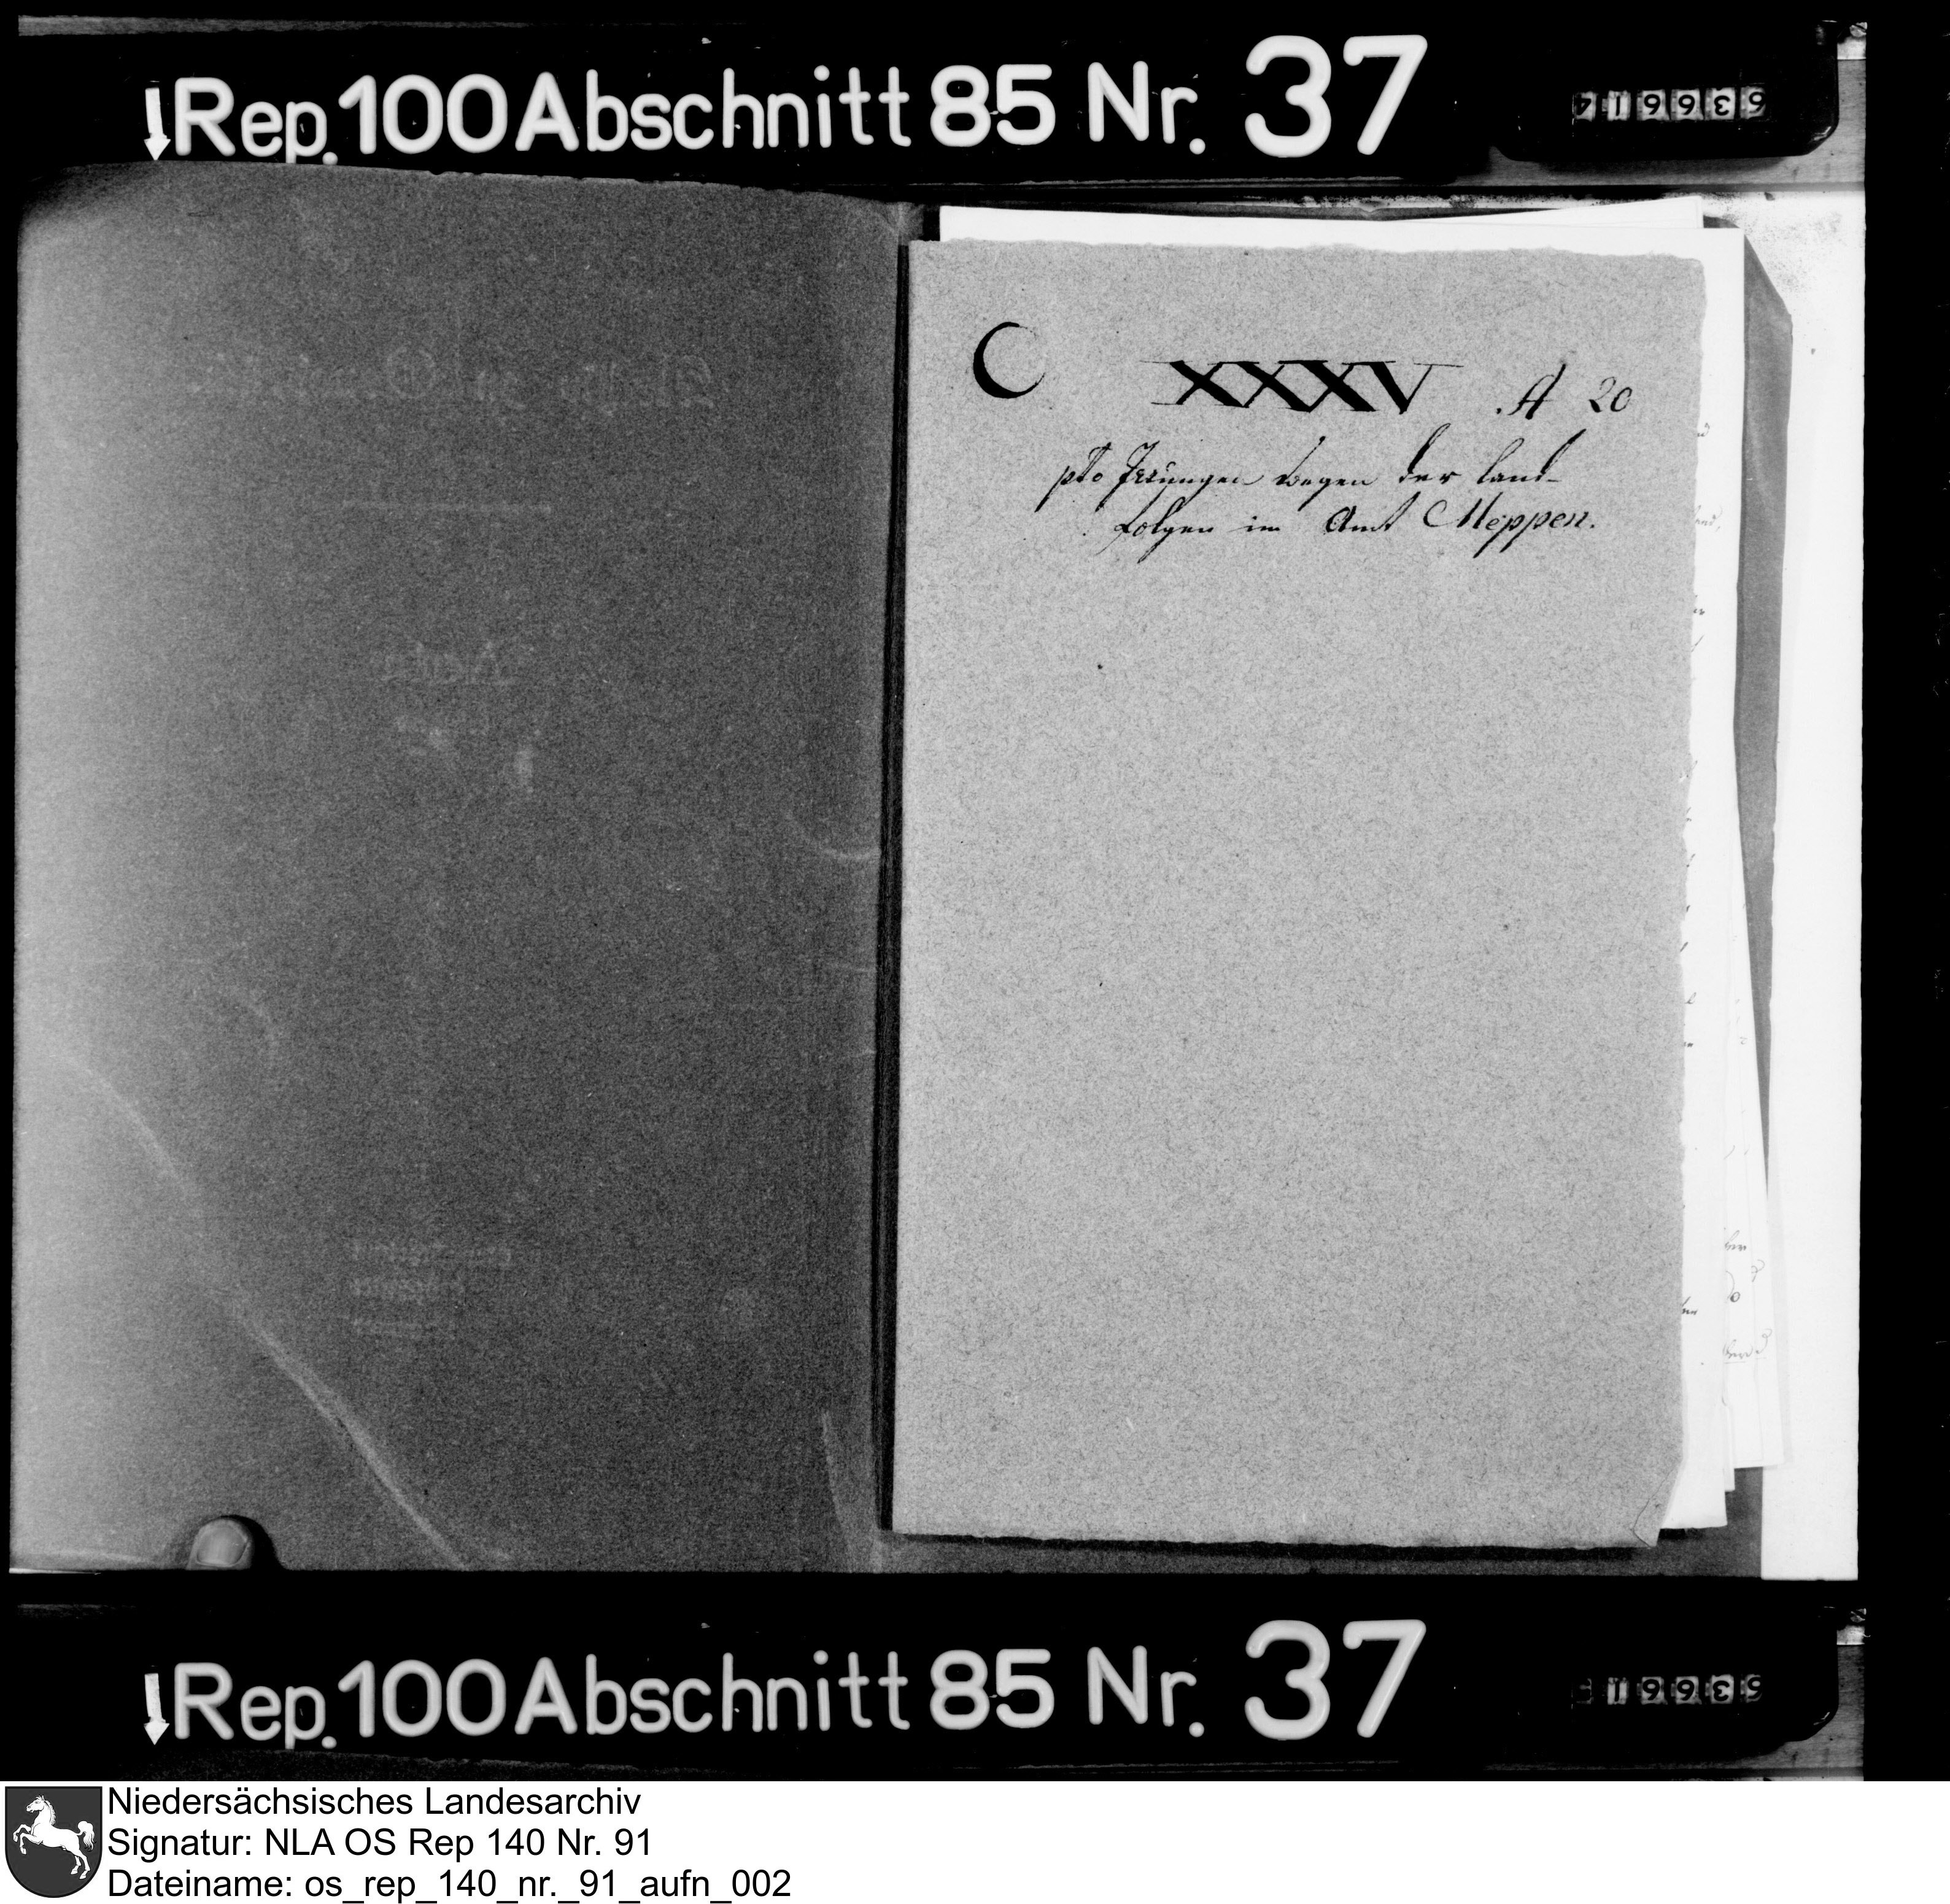 Rep. 100 Abschnitt 85 Nr. 37
C XXXV . A 20
pto Irrungen wegen der land-
folgen im Amt Meppen.
Rep. 100 Abschnitt 85 Nr. 37
Niedersächsisches Landesarchiv
Signatur: NLA OS Rep 140 Nr. 91
Dateiname: os_rep_140_nr._91_aufn_002